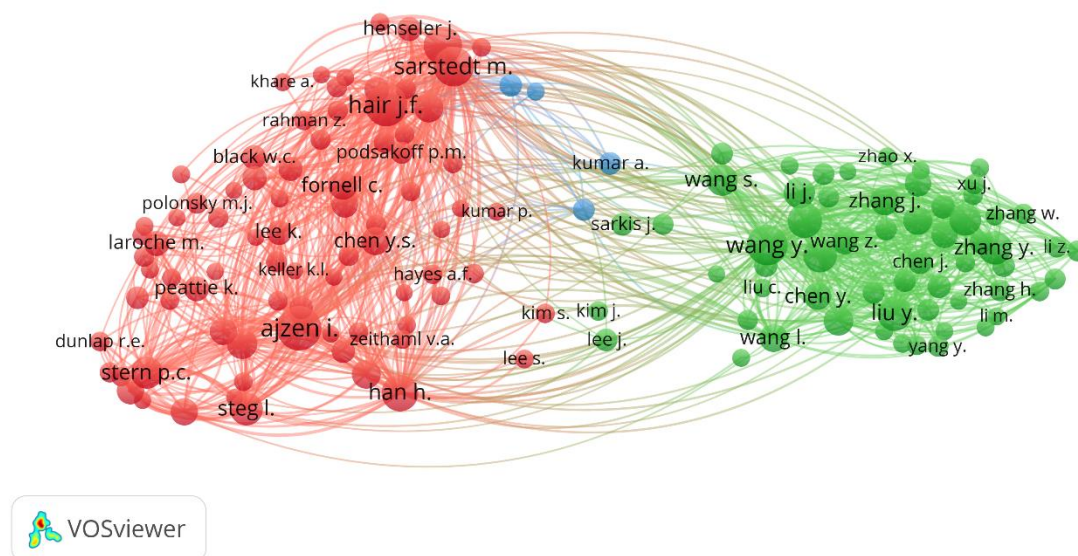 henseler j.
sarstedt m.
khare a.
hair j.f.
rahman z.
black w.c.
podsakoff p.m.
kumar a.
zhao x.
wang s.
fornell c.
li j.
zhang j.
xu j.
polonsky m.j.
kumar p.
sarkis j.
zhang w.
lee k.
chen y.s.
laroche m.
wang y.
wang z.
zhang y.
li z.
keller k.l.
hayes a.f.
chen j.
peattie k.
liu c.
chen y.
zhang h.
kim s.
kim j.
liu y.
li m.
ajzen i.
dunlap r.e.
zeithaml v.a.
lee j.
wang l.
yang y.
lee s.
stern p.c.
han h.
steg l.
VOSviewer